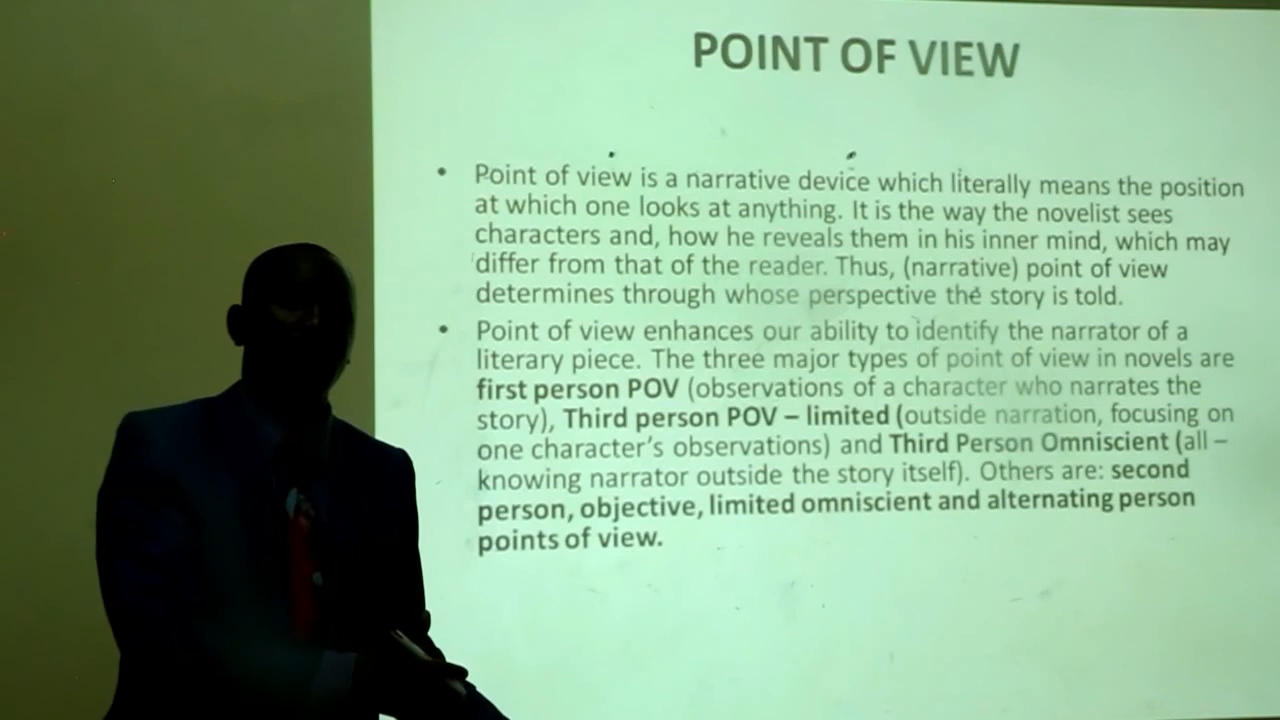 POINT OF VIEW
• Point of view is a narrative device which literally means the position
at which one looks at anything. It is the way the novelist sees
characters and, how he reveals them in his inner mind, which may
differ from that of the reader. Thus, (narrative) point of view
determines through whose perspective the story is told.
• Point of view enhances our ability to identify the narrator of a
literary piece. The three major types of point of view in novels are
first person POV (observations of a character who narrates the
story), Third person POV – limited (outside narration, focusing on
one character's observations) and Third Person Omniscient (all –
knowing narrator outside the story itself). Others are: second
person, objective, limited omniscient and alternating person
points of view.